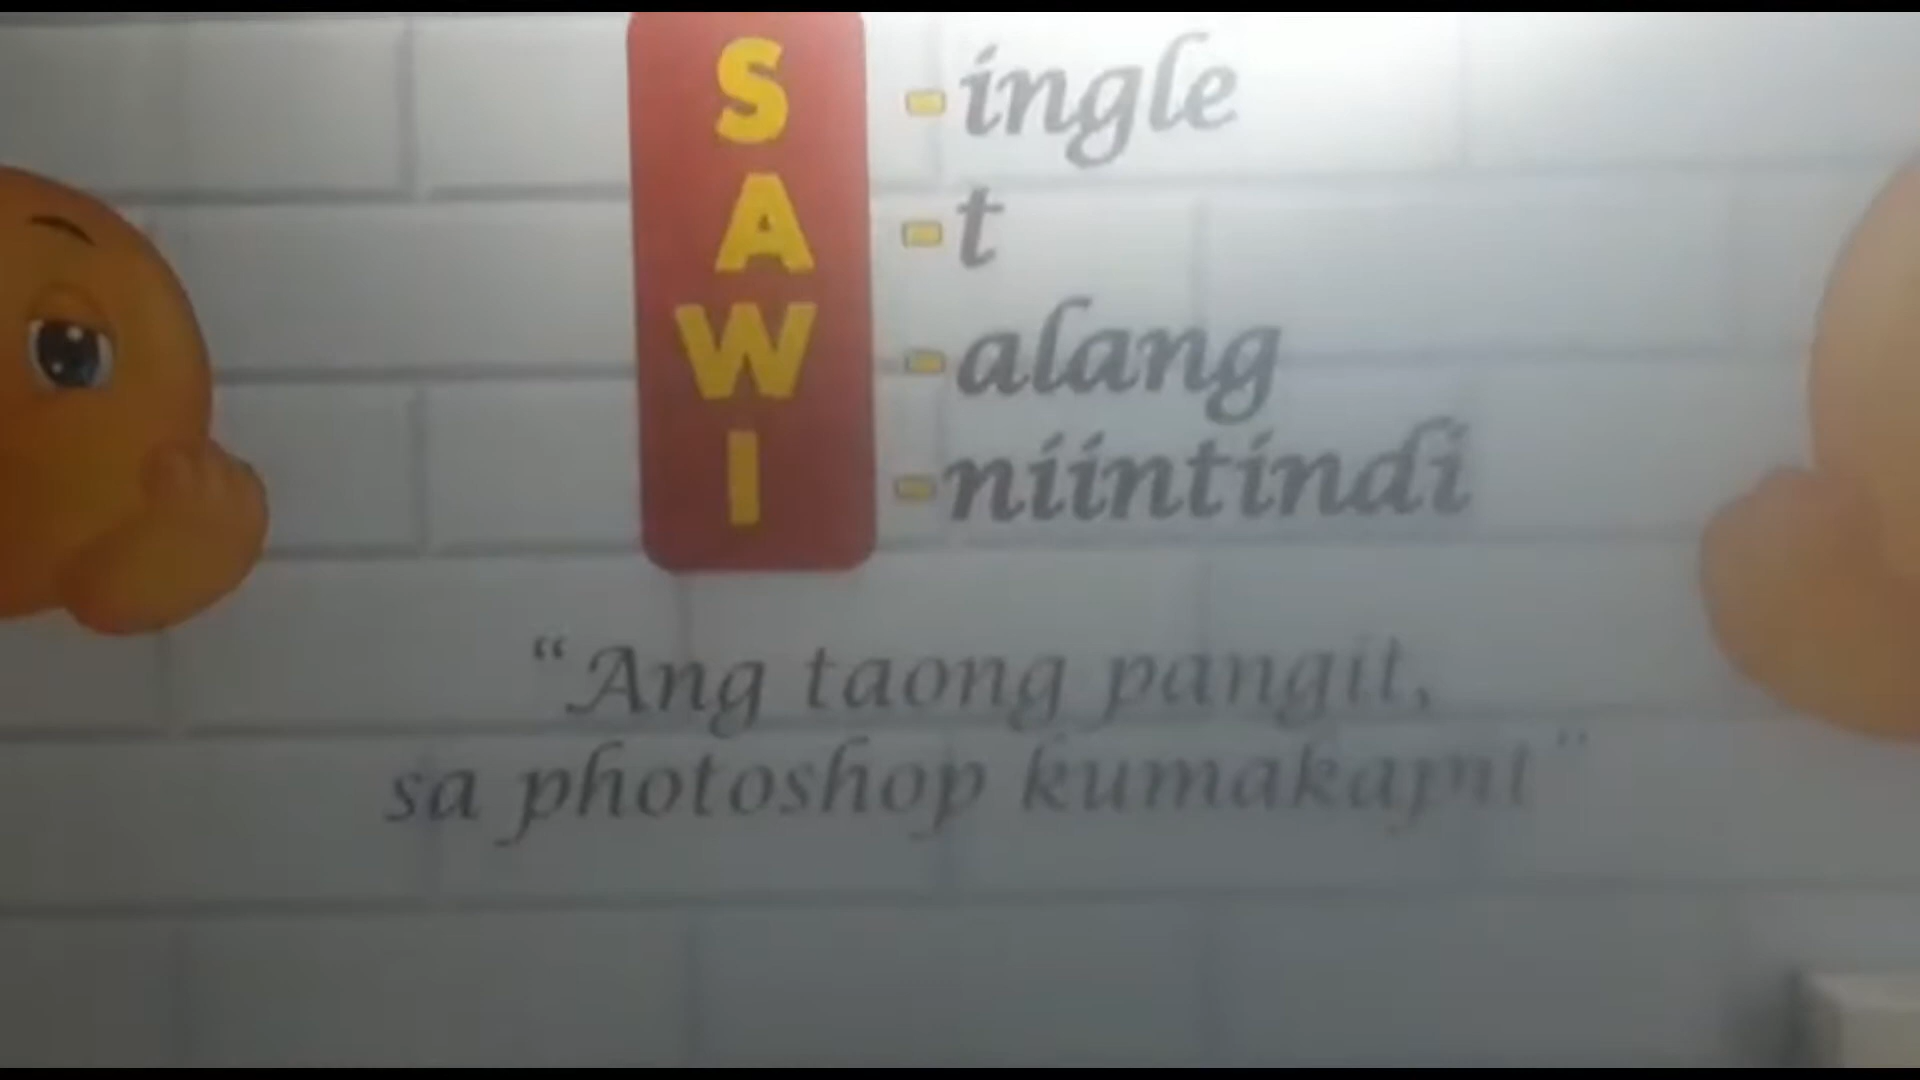 S - ingle
A - t
W - alang
I - niintindi
“Ang taong pangit,
sa photoshop kumakapit”